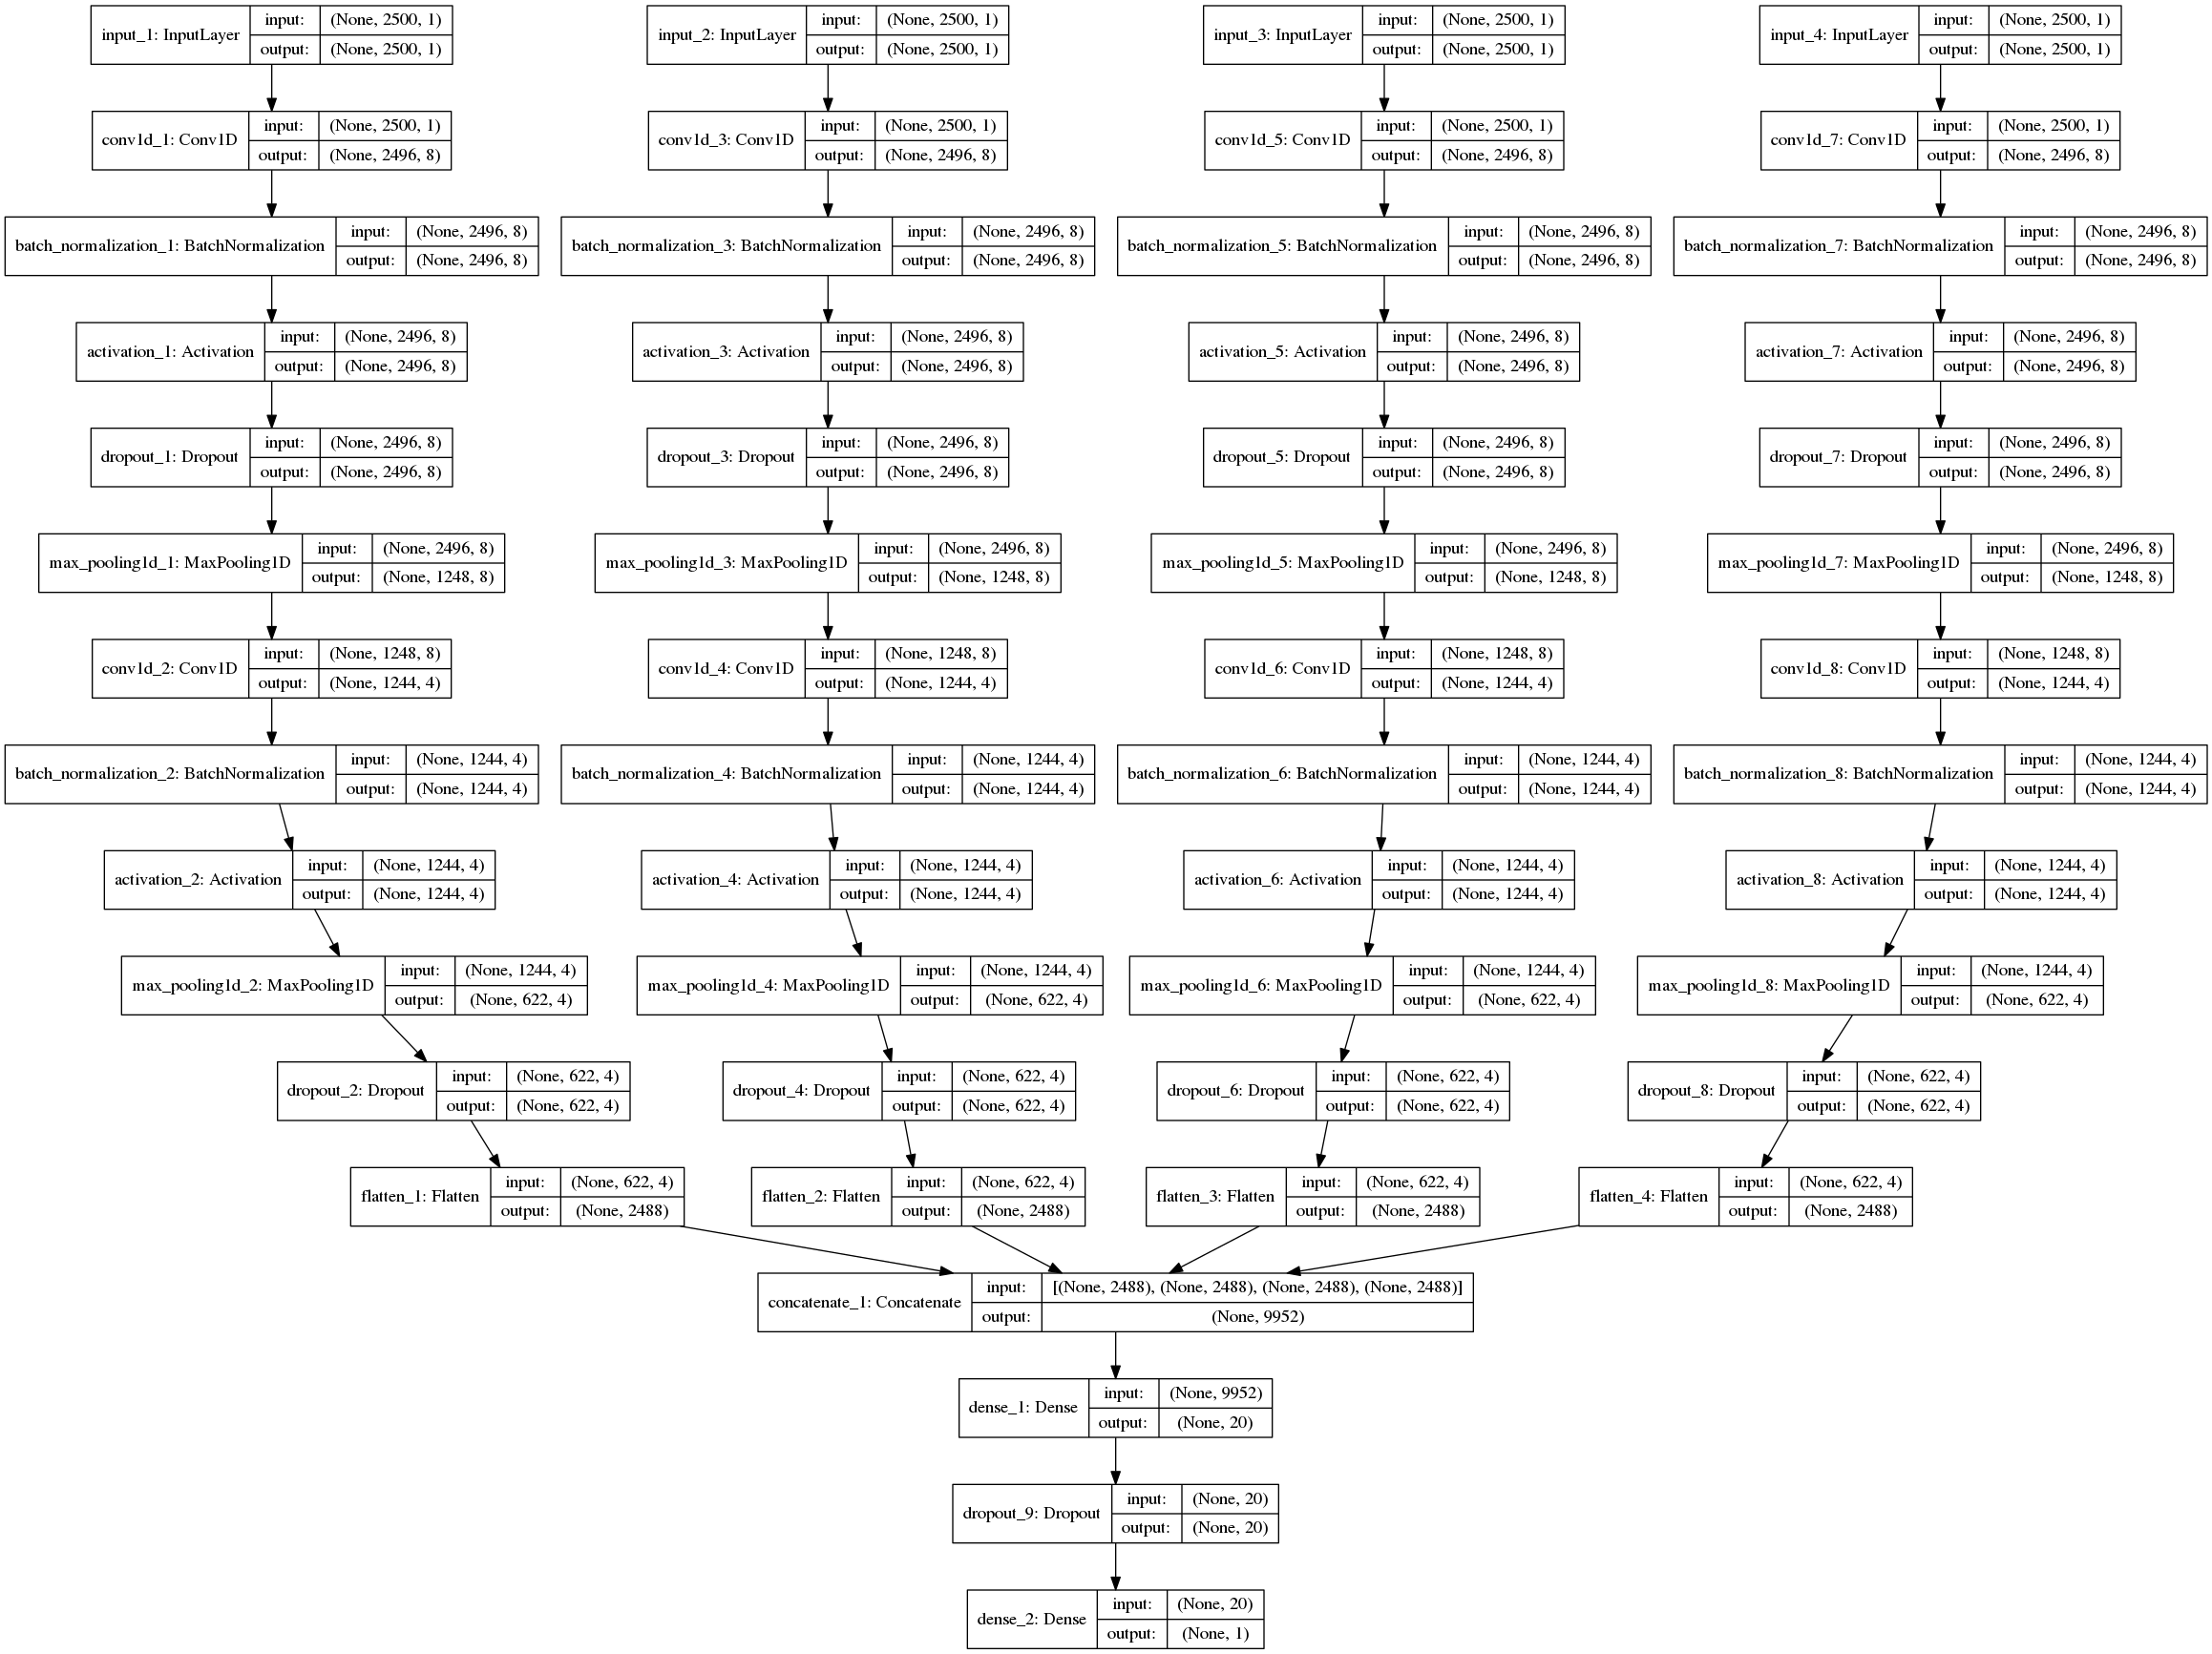 input_1: InputLayer input: (None, 2500, 1)
output: (None, 2500, 1)
input_2: InputLayer input: (None, 2500, 1)
output: (None, 2500, 1)
input_3: InputLayer input: (None, 2500, 1)
output: (None, 2500, 1)
input_4: InputLayer input: (None, 2500, 1)
output: (None, 2500, 1)
conv1d_1: Conv1D input: (None, 2500, 1)
output: (None, 2496, 8)
conv1d_3: Conv1D input: (None, 2500, 1)
output: (None, 2496, 8)
conv1d_5: Conv1D input: (None, 2500, 1)
output: (None, 2496, 8)
conv1d_7: Conv1D input: (None, 2500, 1)
output: (None, 2496, 8)
batch_normalization_1: BatchNormalization input: (None, 2496, 8)
output: (None, 2496, 8)
batch_normalization_3: BatchNormalization input: (None, 2496, 8)
output: (None, 2496, 8)
batch_normalization_5: BatchNormalization input: (None, 2496, 8)
output: (None, 2496, 8)
batch_normalization_7: BatchNormalization input: (None, 2496, 8)
output: (None, 2496, 8)
activation_1: Activation input: (None, 2496, 8)
output: (None, 2496, 8)
activation_3: Activation input: (None, 2496, 8)
output: (None, 2496, 8)
activation_5: Activation input: (None, 2496, 8)
output: (None, 2496, 8)
activation_7: Activation input: (None, 2496, 8)
output: (None, 2496, 8)
dropout_1: Dropout input: (None, 2496, 8)
output: (None, 2496, 8)
dropout_3: Dropout input: (None, 2496, 8)
output: (None, 2496, 8)
dropout_5: Dropout input: (None, 2496, 8)
output: (None, 2496, 8)
dropout_7: Dropout input: (None, 2496, 8)
output: (None, 2496, 8)
max_pooling1d_1: MaxPooling1D input: (None, 2496, 8)
output: (None, 1248, 8)
max_pooling1d_3: MaxPooling1D input: (None, 2496, 8)
output: (None, 1248, 8)
max_pooling1d_5: MaxPooling1D input: (None, 2496, 8)
output: (None, 1248, 8)
max_pooling1d_7: MaxPooling1D input: (None, 2496, 8)
output: (None, 1248, 8)
conv1d_2: Conv1D input: (None, 1248, 8)
output: (None, 1244, 4)
conv1d_4: Conv1D input: (None, 1248, 8)
output: (None, 1244, 4)
conv1d_6: Conv1D input: (None, 1248, 8)
output: (None, 1244, 4)
conv1d_8: Conv1D input: (None, 1248, 8)
output: (None, 1244, 4)
batch_normalization_2: BatchNormalization input: (None, 1244, 4)
output: (None, 1244, 4)
batch_normalization_4: BatchNormalization input: (None, 1244, 4)
output: (None, 1244, 4)
batch_normalization_6: BatchNormalization input: (None, 1244, 4)
output: (None, 1244, 4)
batch_normalization_8: BatchNormalization input: (None, 1244, 4)
output: (None, 1244, 4)
activation_2: Activation input: (None, 1244, 4)
output: (None, 1244, 4)
activation_4: Activation input: (None, 1244, 4)
output: (None, 1244, 4)
activation_6: Activation input: (None, 1244, 4)
output: (None, 1244, 4)
activation_8: Activation input: (None, 1244, 4)
output: (None, 1244, 4)
max_pooling1d_2: MaxPooling1D input: (None, 1244, 4)
output: (None, 622, 4)
max_pooling1d_4: MaxPooling1D input: (None, 1244, 4)
output: (None, 622, 4)
max_pooling1d_6: MaxPooling1D input: (None, 1244, 4)
output: (None, 622, 4)
max_pooling1d_8: MaxPooling1D input: (None, 1244, 4)
output: (None, 622, 4)
dropout_2: Dropout input: (None, 622, 4)
output: (None, 622, 4)
dropout_4: Dropout input: (None, 622, 4)
output: (None, 622, 4)
dropout_6: Dropout input: (None, 622, 4)
output: (None, 622, 4)
dropout_8: Dropout input: (None, 622, 4)
output: (None, 622, 4)
flatten_1: Flatten input: (None, 622, 4)
output: (None, 2488)
flatten_2: Flatten input: (None, 622, 4)
output: (None, 2488)
flatten_3: Flatten input: (None, 622, 4)
output: (None, 2488)
flatten_4: Flatten input: (None, 622, 4)
output: (None, 2488)
concatenate_1: Concatenate input: [(None, 2488), (None, 2488), (None, 2488), (None, 2488)]
output: (None, 9952)
dense_1: Dense input: (None, 9952)
output: (None, 20)
dropout_9: Dropout input: (None, 20)
output: (None, 20)
dense_2: Dense input: (None, 20)
output: (None, 1)